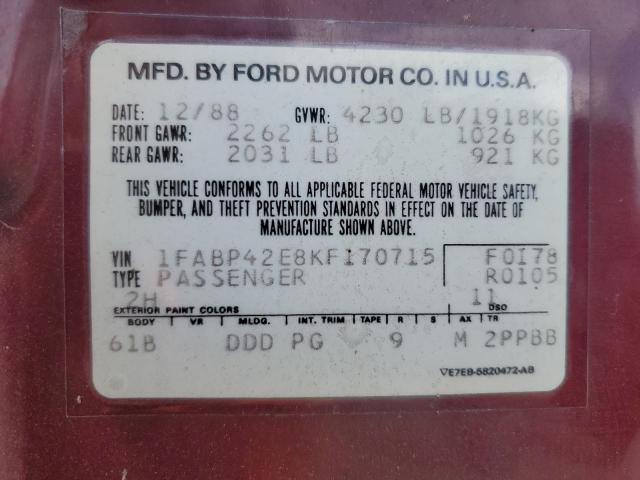 MFD. BY FORD MOTOR CO. IN U.S.A.
DATE: 12/88 GVWR: 4230 LB/1918KG
FRONT GAWR: 2262 LB 1026 KG
REAR GAWR: 2031 LB 921 KG
THIS VEHICLE CONFORMS TO ALL APPLICABLE FEDERAL MOTOR VEHICLE SAFETY,
BUMPER, AND THEFT PREVENTION STANDARDS IN EFFECT ON THE DATE OF
MANUFACTURE SHOWN ABOVE.
VIN 1FABP42E8KF170715 F0178
TYPE PASSENGER R0105
2H 11
EXTERIOR PAINT COLORS DSO
BODY VR MLDG. INT. TRIM TAPE R S AX TR
61B DDD PG 9 M 2PPBB
VE7EB-5820472-AB